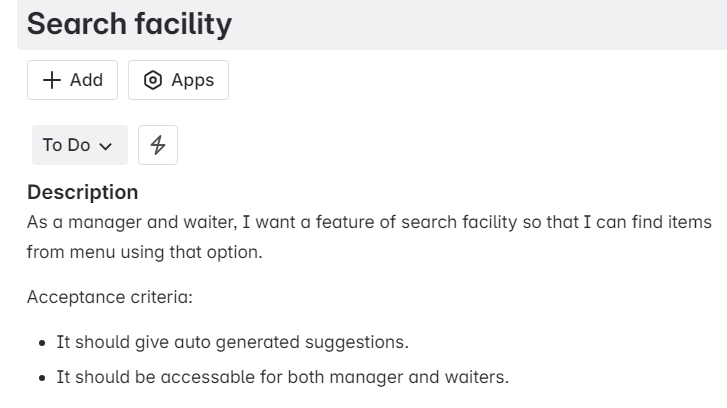 Search facility
Add
Apps
To Do
Description
As a manager and waiter, I want a feature of search facility so that I can find items
from menu using that option.
Acceptance criteria:
• It should give auto generated suggestions.
• It should be accessable for both manager and waiters.